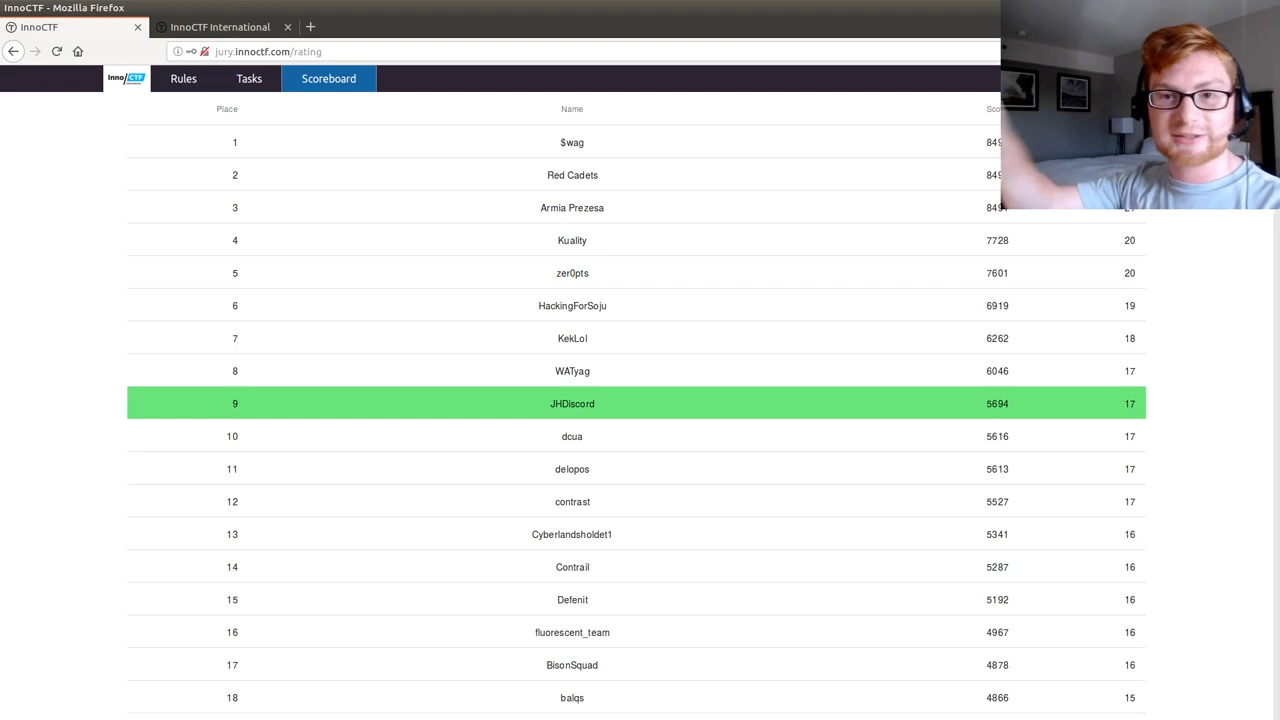 InnoCTF - Mozilla Firefox
InnoCTF InnoCTF International
jury.innoctf.com/rating
Inno/CTF Rules Tasks Scoreboard
Place Name
1 $wag
2 Red Cadets
3 Armia Prezesa
4 Kuality 7728 20
5 zer0pts 7601 20
6 HackingForSoju 6919 19
7 KekLol 6262 18
8 WATyag 6046 17
9 JHDiscord 5694 17
10 dcua 5616 17
11 delopos 5613 17
12 contrast 5527 17
13 Cyberlandsholdet1 5341 16
14 Contrail 5287 16
15 Defenit 5192 16
16 fluorescent_team 4967 16
17 BisonSquad 4878 16
18 balqs 4866 15